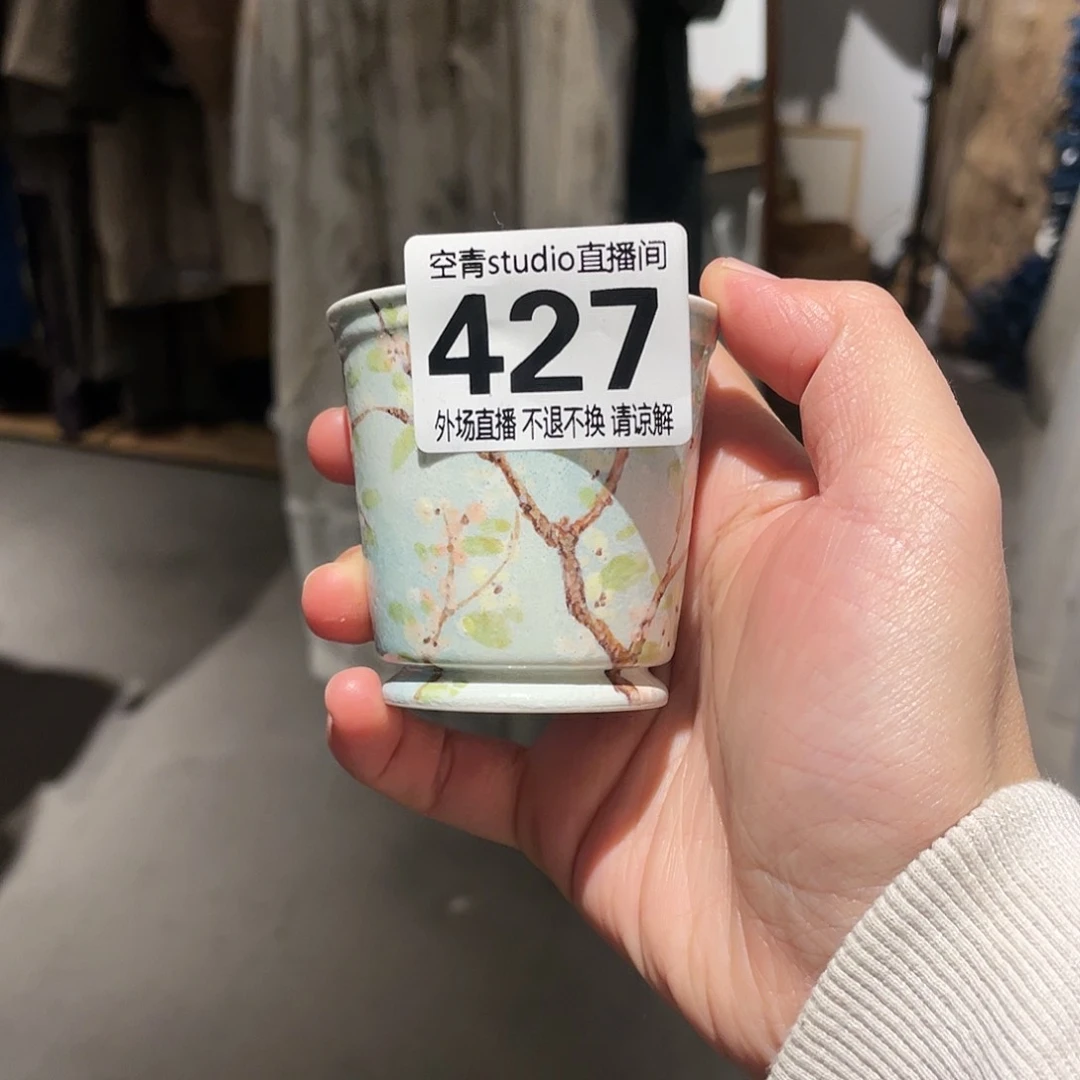 空青studio直播间
427
外场直播 不退不换 请谅解